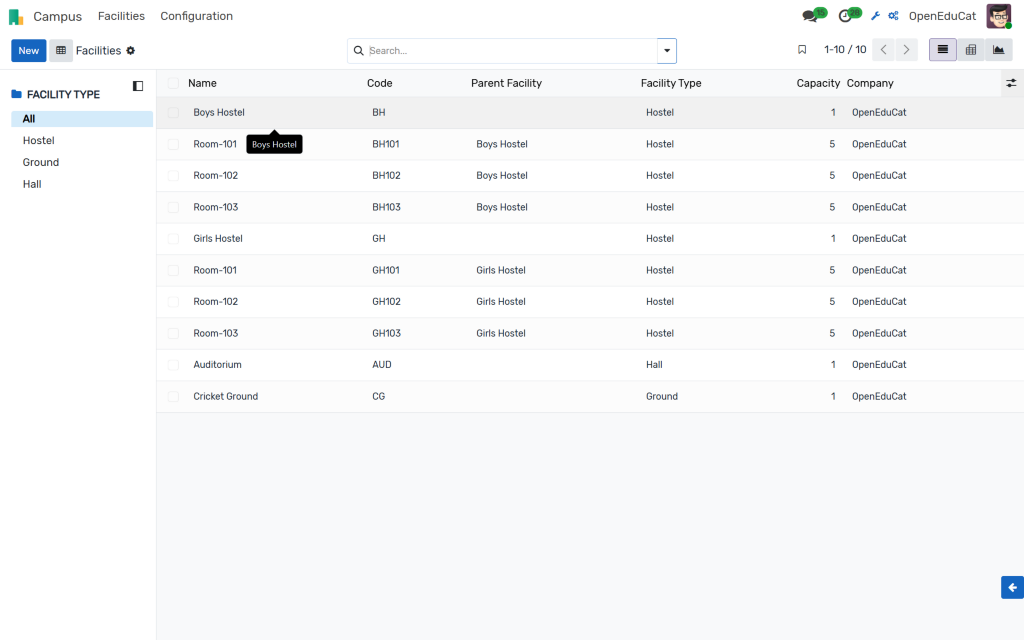 Campus Facilities Configuration 15 28 OpenEduCat
New Facilities Search... 1-10 / 10
FACILITY TYPE
All
Hostel
Ground
Hall
Name Code Parent Facility Facility Type Capacity Company
Boys Hostel BH Hostel 1 OpenEduCat
Room-101 BH101 Boys Hostel Hostel 5 OpenEduCat
Boys Hostel
Room-102 BH102 Boys Hostel Hostel 5 OpenEduCat
Room-103 BH103 Boys Hostel Hostel 5 OpenEduCat
Girls Hostel GH Hostel 1 OpenEduCat
Room-101 GH101 Girls Hostel Hostel 5 OpenEduCat
Room-102 GH102 Girls Hostel Hostel 5 OpenEduCat
Room-103 GH103 Girls Hostel Hostel 5 OpenEduCat
Auditorium AUD Hall 1 OpenEduCat
Cricket Ground CG Ground 1 OpenEduCat